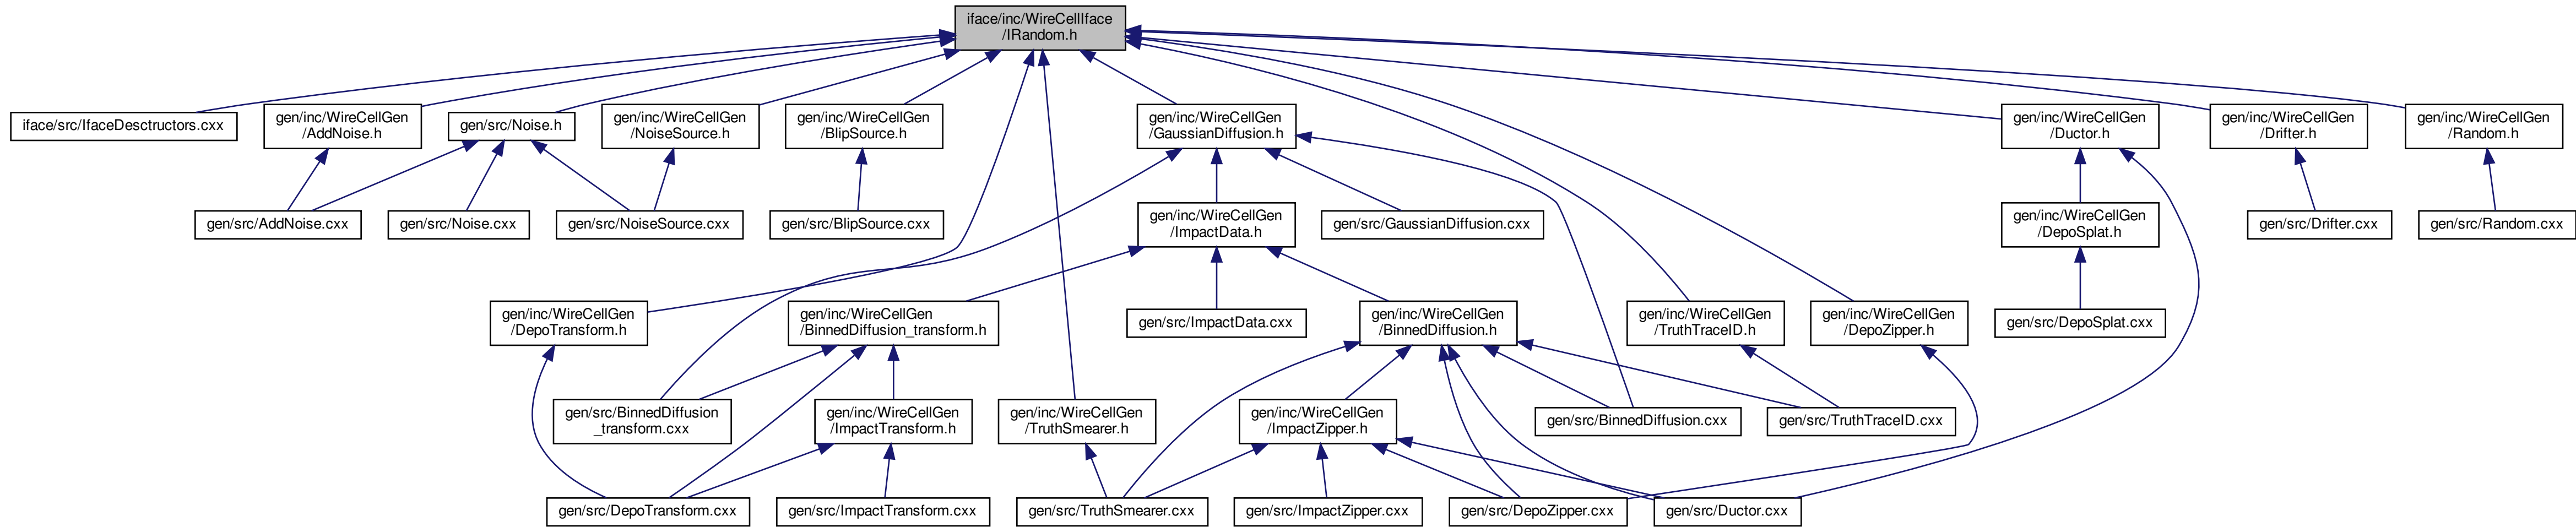 iface/inc/WireCellIface
/IRandom.h
iface/src/IfaceDesctructors.cxx
gen/inc/WireCellGen
/AddNoise.h
gen/src/Noise.h
gen/inc/WireCellGen
/NoiseSource.h
gen/inc/WireCellGen
/BlipSource.h
gen/inc/WireCellGen
/GaussianDiffusion.h
gen/inc/WireCellGen
/Ductor.h
gen/inc/WireCellGen
/Drifter.h
gen/inc/WireCellGen
/Random.h
gen/src/AddNoise.cxx
gen/src/Noise.cxx
gen/src/NoiseSource.cxx
gen/src/BlipSource.cxx
gen/inc/WireCellGen
/ImpactData.h
gen/src/GaussianDiffusion.cxx
gen/inc/WireCellGen
/DepoSplat.h
gen/src/Drifter.cxx
gen/src/Random.cxx
gen/inc/WireCellGen
/DepoTransform.h
gen/inc/WireCellGen
/BinnedDiffusion_transform.h
gen/src/ImpactData.cxx
gen/inc/WireCellGen
/BinnedDiffusion.h
gen/inc/WireCellGen
/TruthTraceID.h
gen/inc/WireCellGen
/DepoZipper.h
gen/src/DepoSplat.cxx
gen/src/BinnedDiffusion
_transform.cxx
gen/inc/WireCellGen
/ImpactTransform.h
gen/inc/WireCellGen
/TruthSmearer.h
gen/inc/WireCellGen
/ImpactZipper.h
gen/src/BinnedDiffusion.cxx
gen/src/TruthTraceID.cxx
gen/src/DepoTransform.cxx
gen/src/ImpactTransform.cxx
gen/src/TruthSmearer.cxx
gen/src/ImpactZipper.cxx
gen/src/DepoZipper.cxx
gen/src/Ductor.cxx